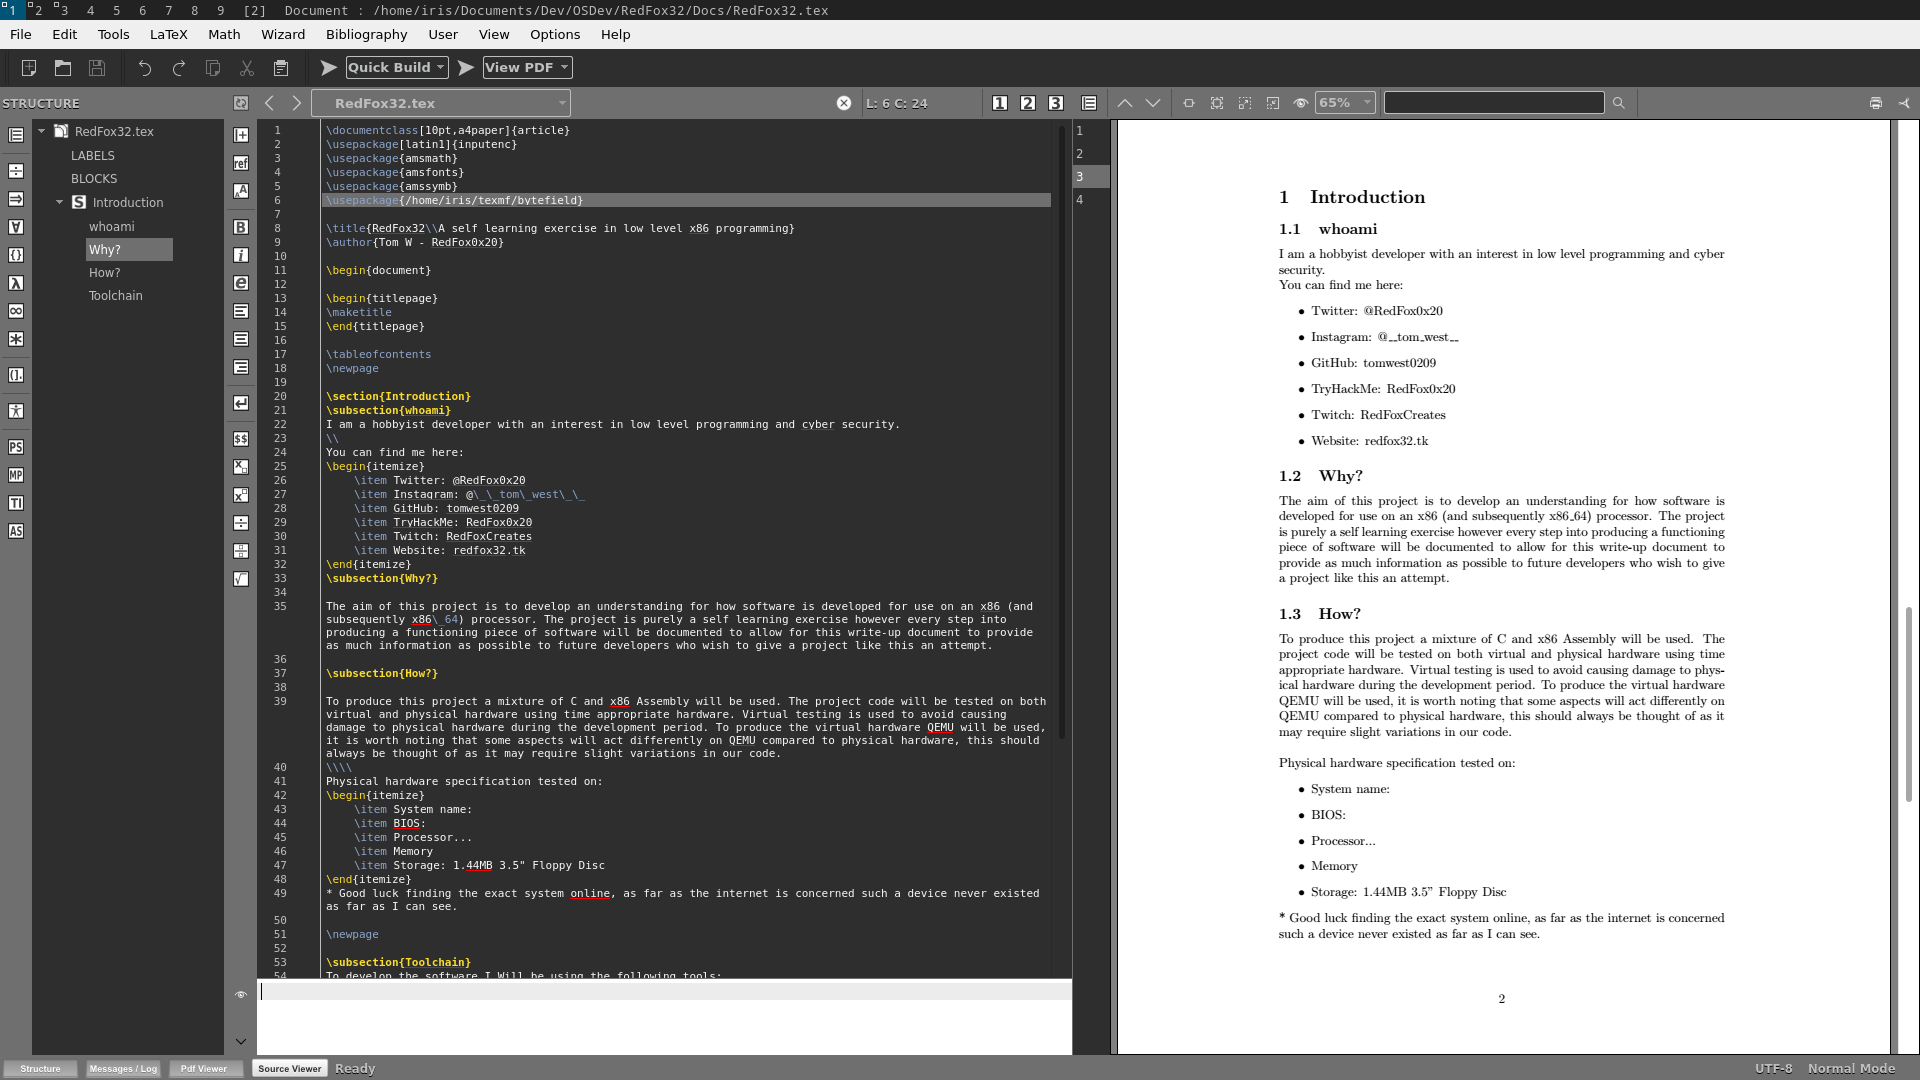 1 2 3 4 5 6 7 8 9 [2] Document : /home/iris/Documents/Dev/OSDev/RedFox32/Docs/RedFox32.tex
File Edit Tools LaTeX Math Wizard Bibliography User View Options Help
Quick Build View PDF
STRUCTURE RedFox32.tex L: 6 C: 24 1 2 3 65%
RedFox32.tex
LABELS
BLOCKS
Introduction
whoami
Why?
How?
Toolchain
ref
$$
PS
MP
TI
AS
1 \documentclass[10pt,a4paper]{article}
2 \usepackage[latin1]{inputenc}
3 \usepackage{amsmath}
4 \usepackage{amsfonts}
5 \usepackage{amssymb}
6 \usepackage{/home/iris/texmf/bytefield}
7
8 \title{RedFox32\\A self learning exercise in low level x86 programming}
9 \author{Tom W - RedFox0x20}
10
11 \begin{document}
12
13 \begin{titlepage}
14 \maketitle
15 \end{titlepage}
16
17 \tableofcontents
18 \newpage
19
20 \section{Introduction}
21 \subsection{whoami}
22 I am a hobbyist developer with an interest in low level programming and cyber security.
23 \\
24 You can find me here:
25 \begin{itemize}
26 \item Twitter: @RedFox0x20
27 \item Instagram: @\_\_tom\_west\_\_
28 \item GitHub: tomwest0209
29 \item TryHackMe: RedFox0x20
30 \item Twitch: RedFoxCreates
31 \item Website: redfox32.tk
32 \end{itemize}
33 \subsection{Why?}
34
35 The aim of this project is to develop an understanding for how software is developed for use on an x86 (and
subsequently x86\_64) processor. The project is purely a self learning exercise however every step into
producing a functioning piece of software will be documented to allow for this write-up document to provide
as much information as possible to future developers who wish to give a project like this an attempt.
36
37 \subsection{How?}
38
39 To produce this project a mixture of C and x86 Assembly will be used. The project code will be tested on both
virtual and physical hardware using time appropriate hardware. Virtual testing is used to avoid causing
damage to physical hardware during the development period. To produce the virtual hardware QEMU will be used,
it is worth noting that some aspects will act differently on QEMU compared to physical hardware, this should
always be thought of as it may require slight variations in our code.
40 \\\\
41 Physical hardware specification tested on:
42 \begin{itemize}
43 \item System name:
44 \item BIOS:
45 \item Processor...
46 \item Memory
47 \item Storage: 1.44MB 3.5" Floppy Disc
48 \end{itemize}
49 * Good luck finding the exact system online, as far as the internet is concerned such a device never existed
as far as I can see.
50
51 \newpage
52
53 \subsection{Toolchain}
54 To develop the software I Will be using the following tools:
1
2
3
4
1 Introduction
1.1 whoami
I am a hobbyist developer with an interest in low level programming and cyber
security.
You can find me here:
• Twitter: @RedFox0x20
• Instagram: @__tom_west__
• GitHub: tomwest0209
• TryHackMe: RedFox0x20
• Twitch: RedFoxCreates
• Website: redfox32.tk
1.2 Why?
The aim of this project is to develop an understanding for how software is
developed for use on an x86 (and subsequently x86_64) processor. The project
is purely a self learning exercise however every step into producing a functioning
piece of software will be documented to allow for this write-up document to
provide as much information as possible to future developers who wish to give
a project like this an attempt.
1.3 How?
To produce this project a mixture of C and x86 Assembly will be used. The
project code will be tested on both virtual and physical hardware using time
appropriate hardware. Virtual testing is used to avoid causing damage to phys-
ical hardware during the development period. To produce the virtual hardware
QEMU will be used, it is worth noting that some aspects will act differently on
QEMU compared to physical hardware, this should always be thought of as it
may require slight variations in our code.
Physical hardware specification tested on:
• System name:
• BIOS:
• Processor...
• Memory
• Storage: 1.44MB 3.5” Floppy Disc
* Good luck finding the exact system online, as far as the internet is concerned
such a device never existed as far as I can see.
2
Structure Messages / Log Pdf Viewer Source Viewer Ready UTF-8 Normal Mode